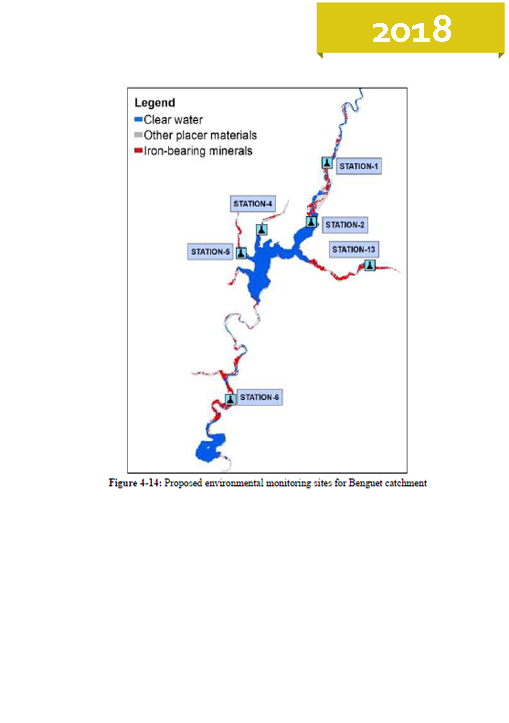 2018
Legend
Clear water
Other placer materials
Iron-bearing minerals
STATION-1
STATION-4
STATION-2
STATION-5
STATION-13
STATION-6
Figure 4-14: Proposed environmental monitoring sites for Benguet catchment